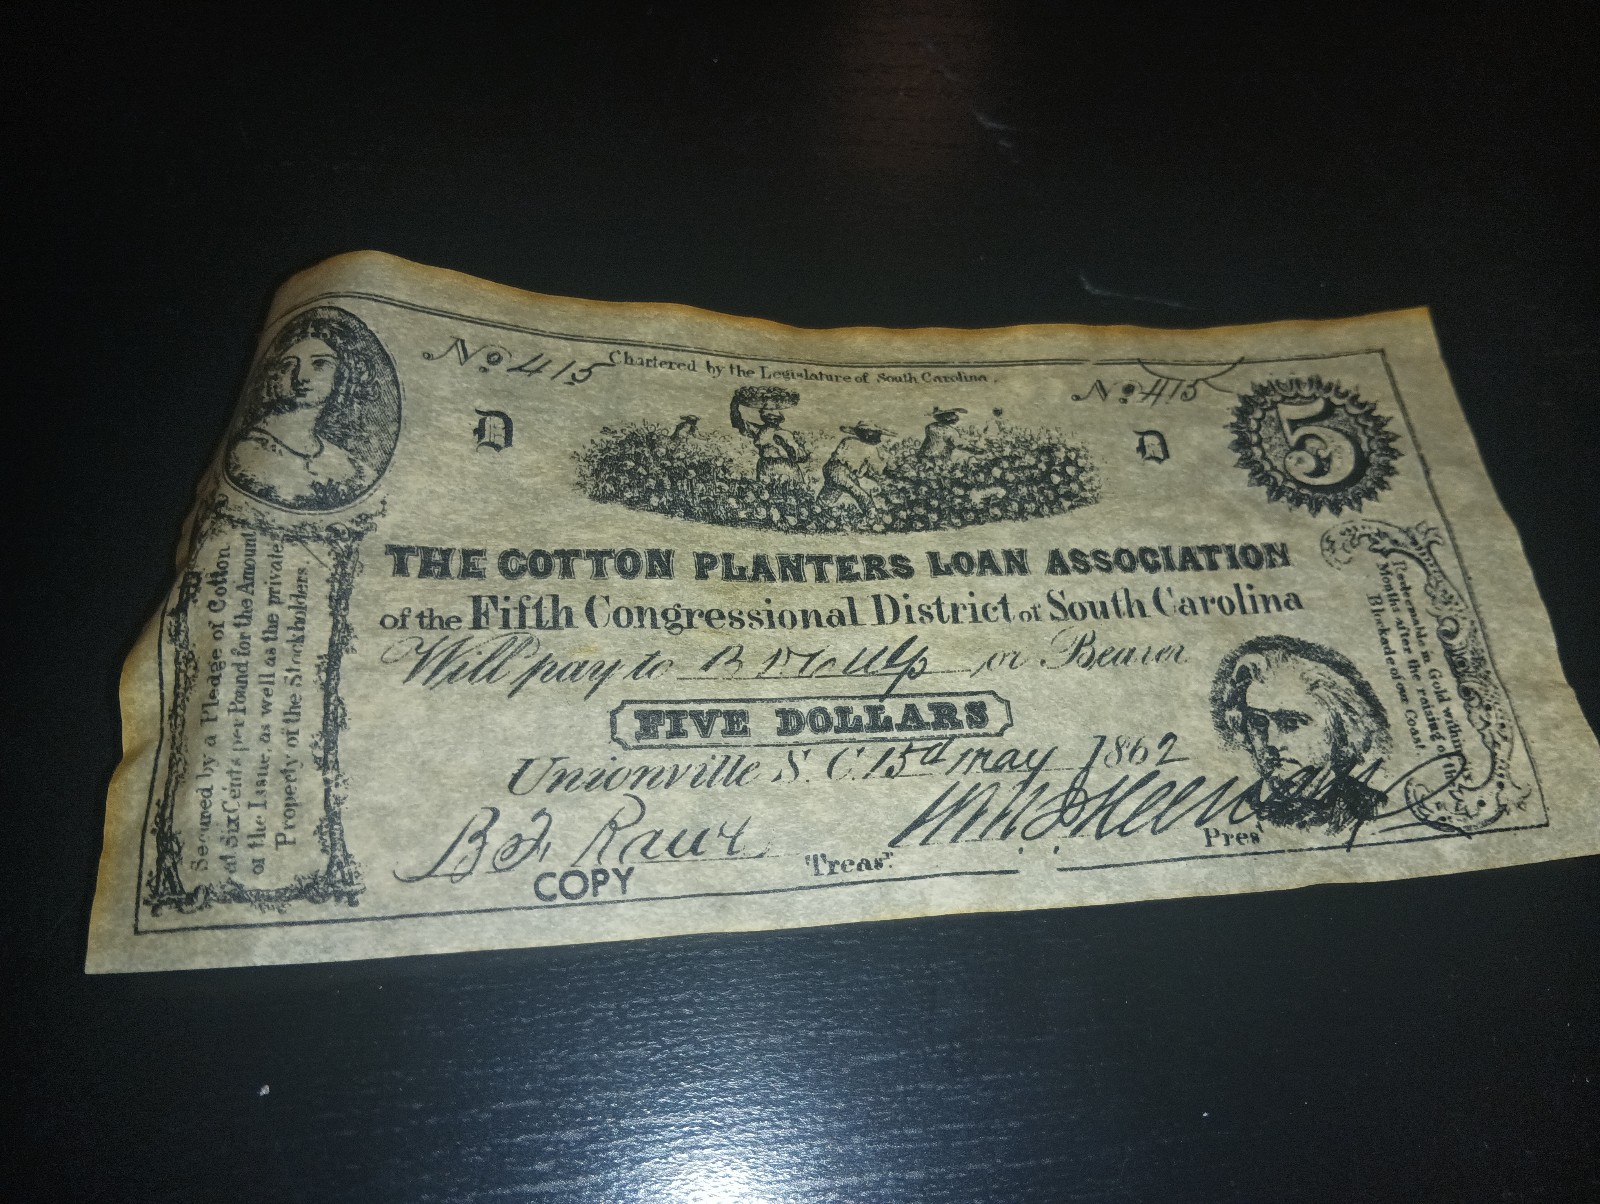 No. 415
Chartered by the Legislature of South Carolina.
No. 415
D
D
5
THE COTTON PLANTERS LOAN ASSOCIATION
of the Fifth Congressional District of South Carolina
Will pay to or Bearer
FIVE DOLLARS
Unionville S. C. 15d may 1862
Treas.
Pres
COPY
Secured by a Pledge of Cotton
at Six Cents per Pound for the Amount
of the Issue, as well as the private
Property of the Stockholders.
Redeemable in Gold within
Months after the raising of the
Blockade of our Coast.